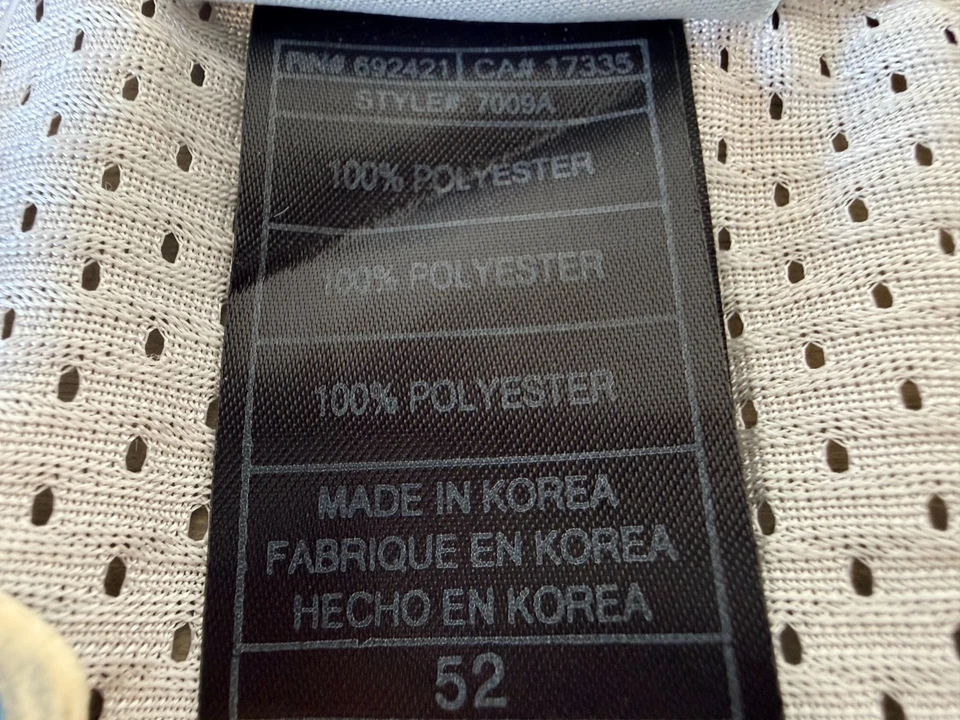 RN# 692421 CA# 17335
STYLE# 7009A
100% POLYESTER
100% POLYESTER
100% POLYESTER
MADE IN KOREA
FABRIQUE EN KOREA
HECHO EN KOREA
52